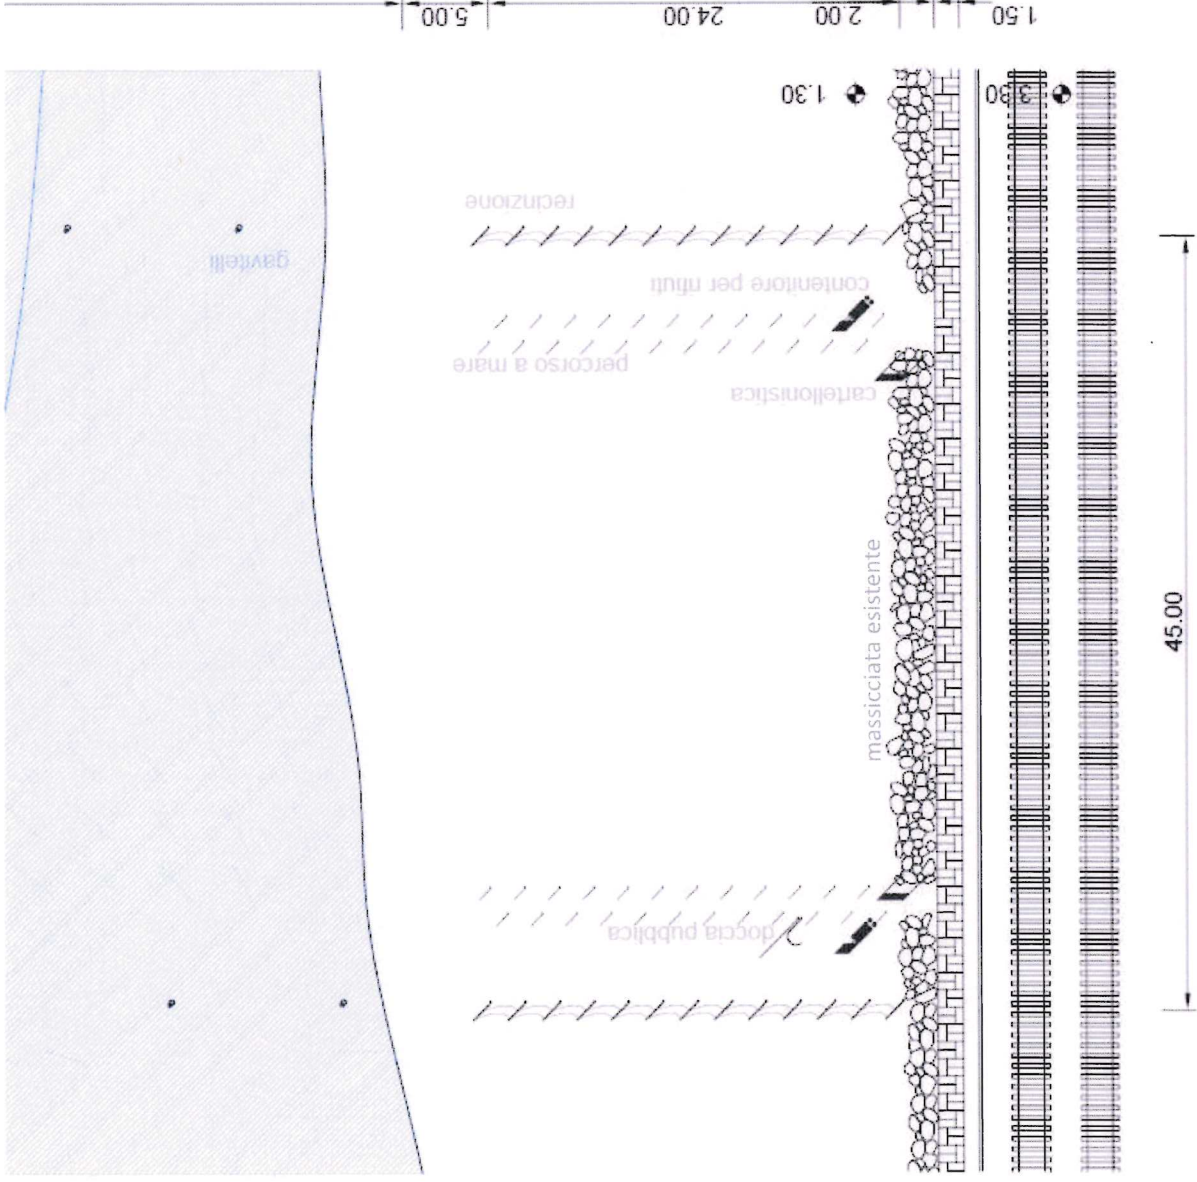 5.00
24.00
2.00
1.50
1.30
3.80
recinzione
gavitelli
contenitore per rifiuti
percorso a mare
cartellonistica
massicciata esistente
45.00
doccia pubblica